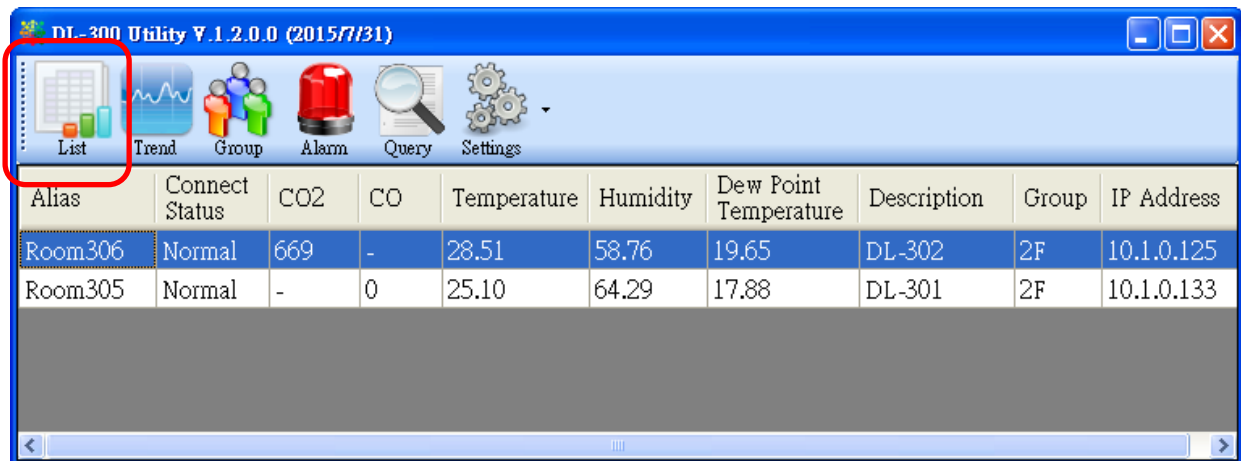 DL-300 Utility V.1.2.0.0 (2015/7/31)
List Trend Group Alarm Query Settings
Alias Connect Status CO2 CO Temperature Humidity Dew Point Temperature Description Group IP Address
Room306 Normal 669 - 28.51 58.76 19.65 DL-302 2F 10.1.0.125
Room305 Normal - 0 25.10 64.29 17.88 DL-301 2F 10.1.0.133